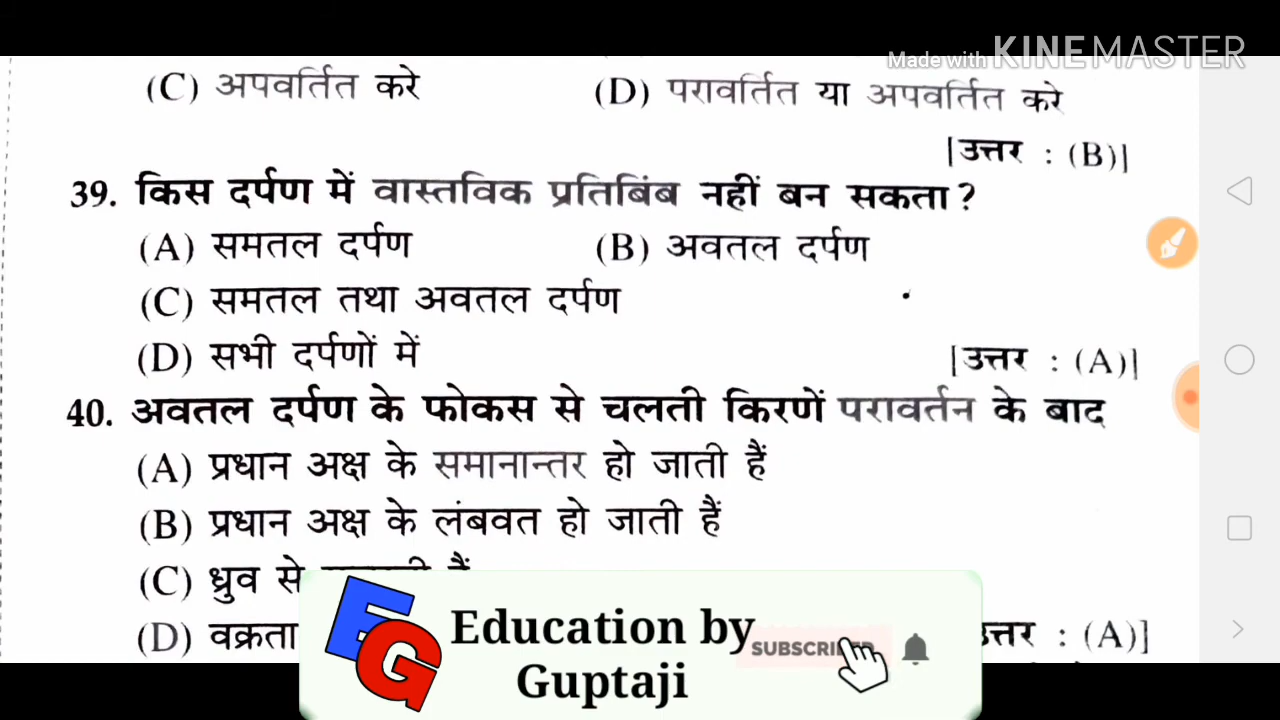 Made with KINEMASTER
(C) अपवर्तित करे (D) परावर्तित या अपवर्तित करे
[उत्तर : (B)]
39. किस दर्पण में वास्तविक प्रतिबिंब नहीं बन सकता?
(A) समतल दर्पण (B) अवतल दर्पण
(C) समतल तथा अवतल दर्पण
(D) सभी दर्पणों में [उत्तर : (A)]
40. अवतल दर्पण के फोकस से चलती किरणें परावर्तन के बाद
(A) प्रधान अक्ष के समानान्तर हो जाती हैं
(B) प्रधान अक्ष के लंबवत हो जाती हैं
(C) ध्रुव से हैं
(D) वक्रता : (A)]
EG
Education by
Guptaji